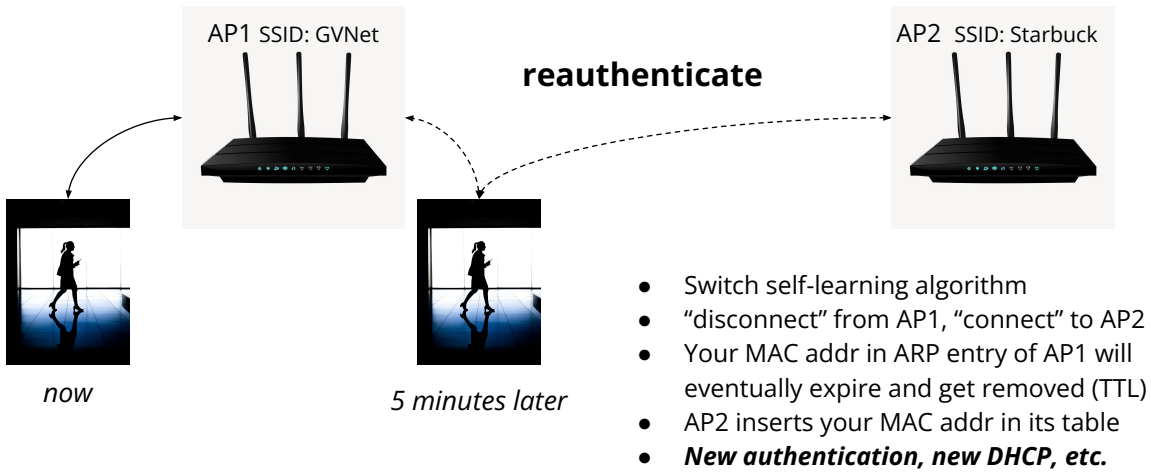 AP1 SSID: GVNet
AP2 SSID: Starbuck
reauthenticate
now
5 minutes later
● Switch self-learning algorithm
● “disconnect” from AP1, “connect” to AP2
● Your MAC addr in ARP entry of AP1 will
eventually expire and get removed (TTL)
● AP2 inserts your MAC addr in its table
● New authentication, new DHCP, etc.